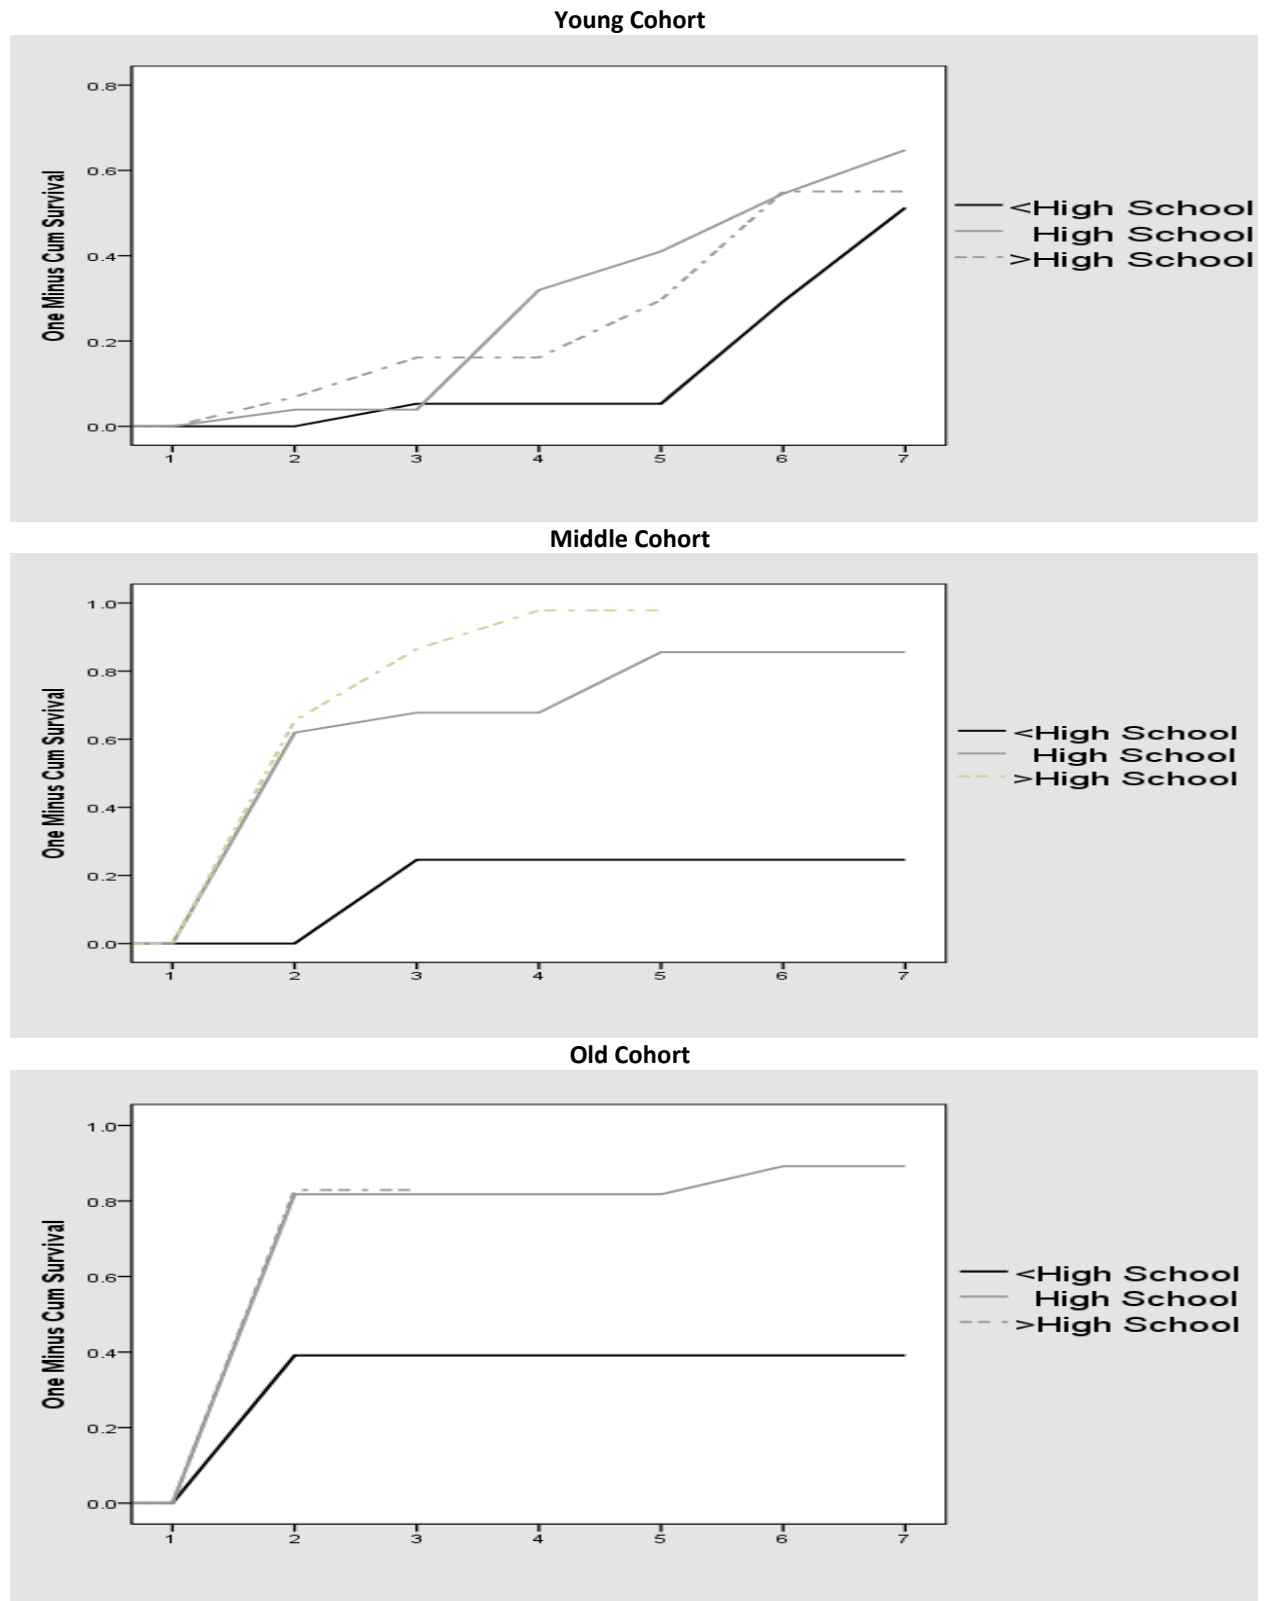 Young Cohort
One Minus Cum Survival
0.8
0.6
0.4
0.2
0.0
1 2 3 4 5 6 7
<High School
High School
>High School
Middle Cohort
One Minus Cum Survival
1.0
0.8
0.6
0.4
0.2
0.0
1 2 3 4 5 6 7
<High School
High School
>High School
Old Cohort
One Minus Cum Survival
1.0
0.8
0.6
0.4
0.2
0.0
1 2 3 4 5 6 7
<High School
High School
>High School